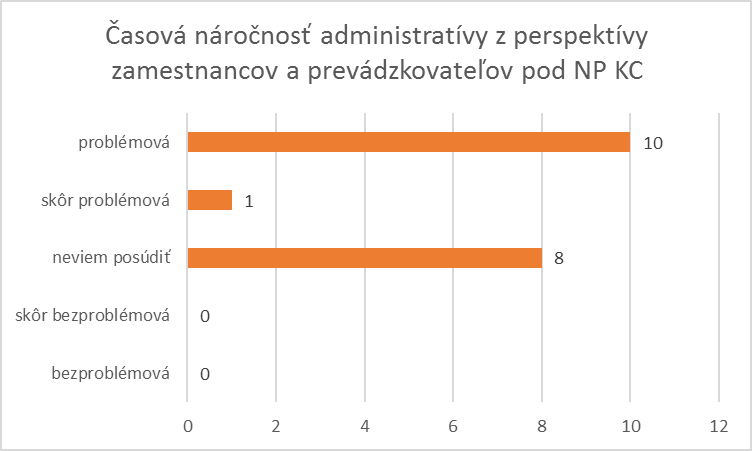 Časová náročnosť administratívy z perspektívy
zamestnancov a prevádzkovateľov pod NP KC
problémová 10
skôr problémová 1
neviem posúdiť 8
skôr bezproblémová 0
bezproblémová 0
0 2 4 6 8 10 12